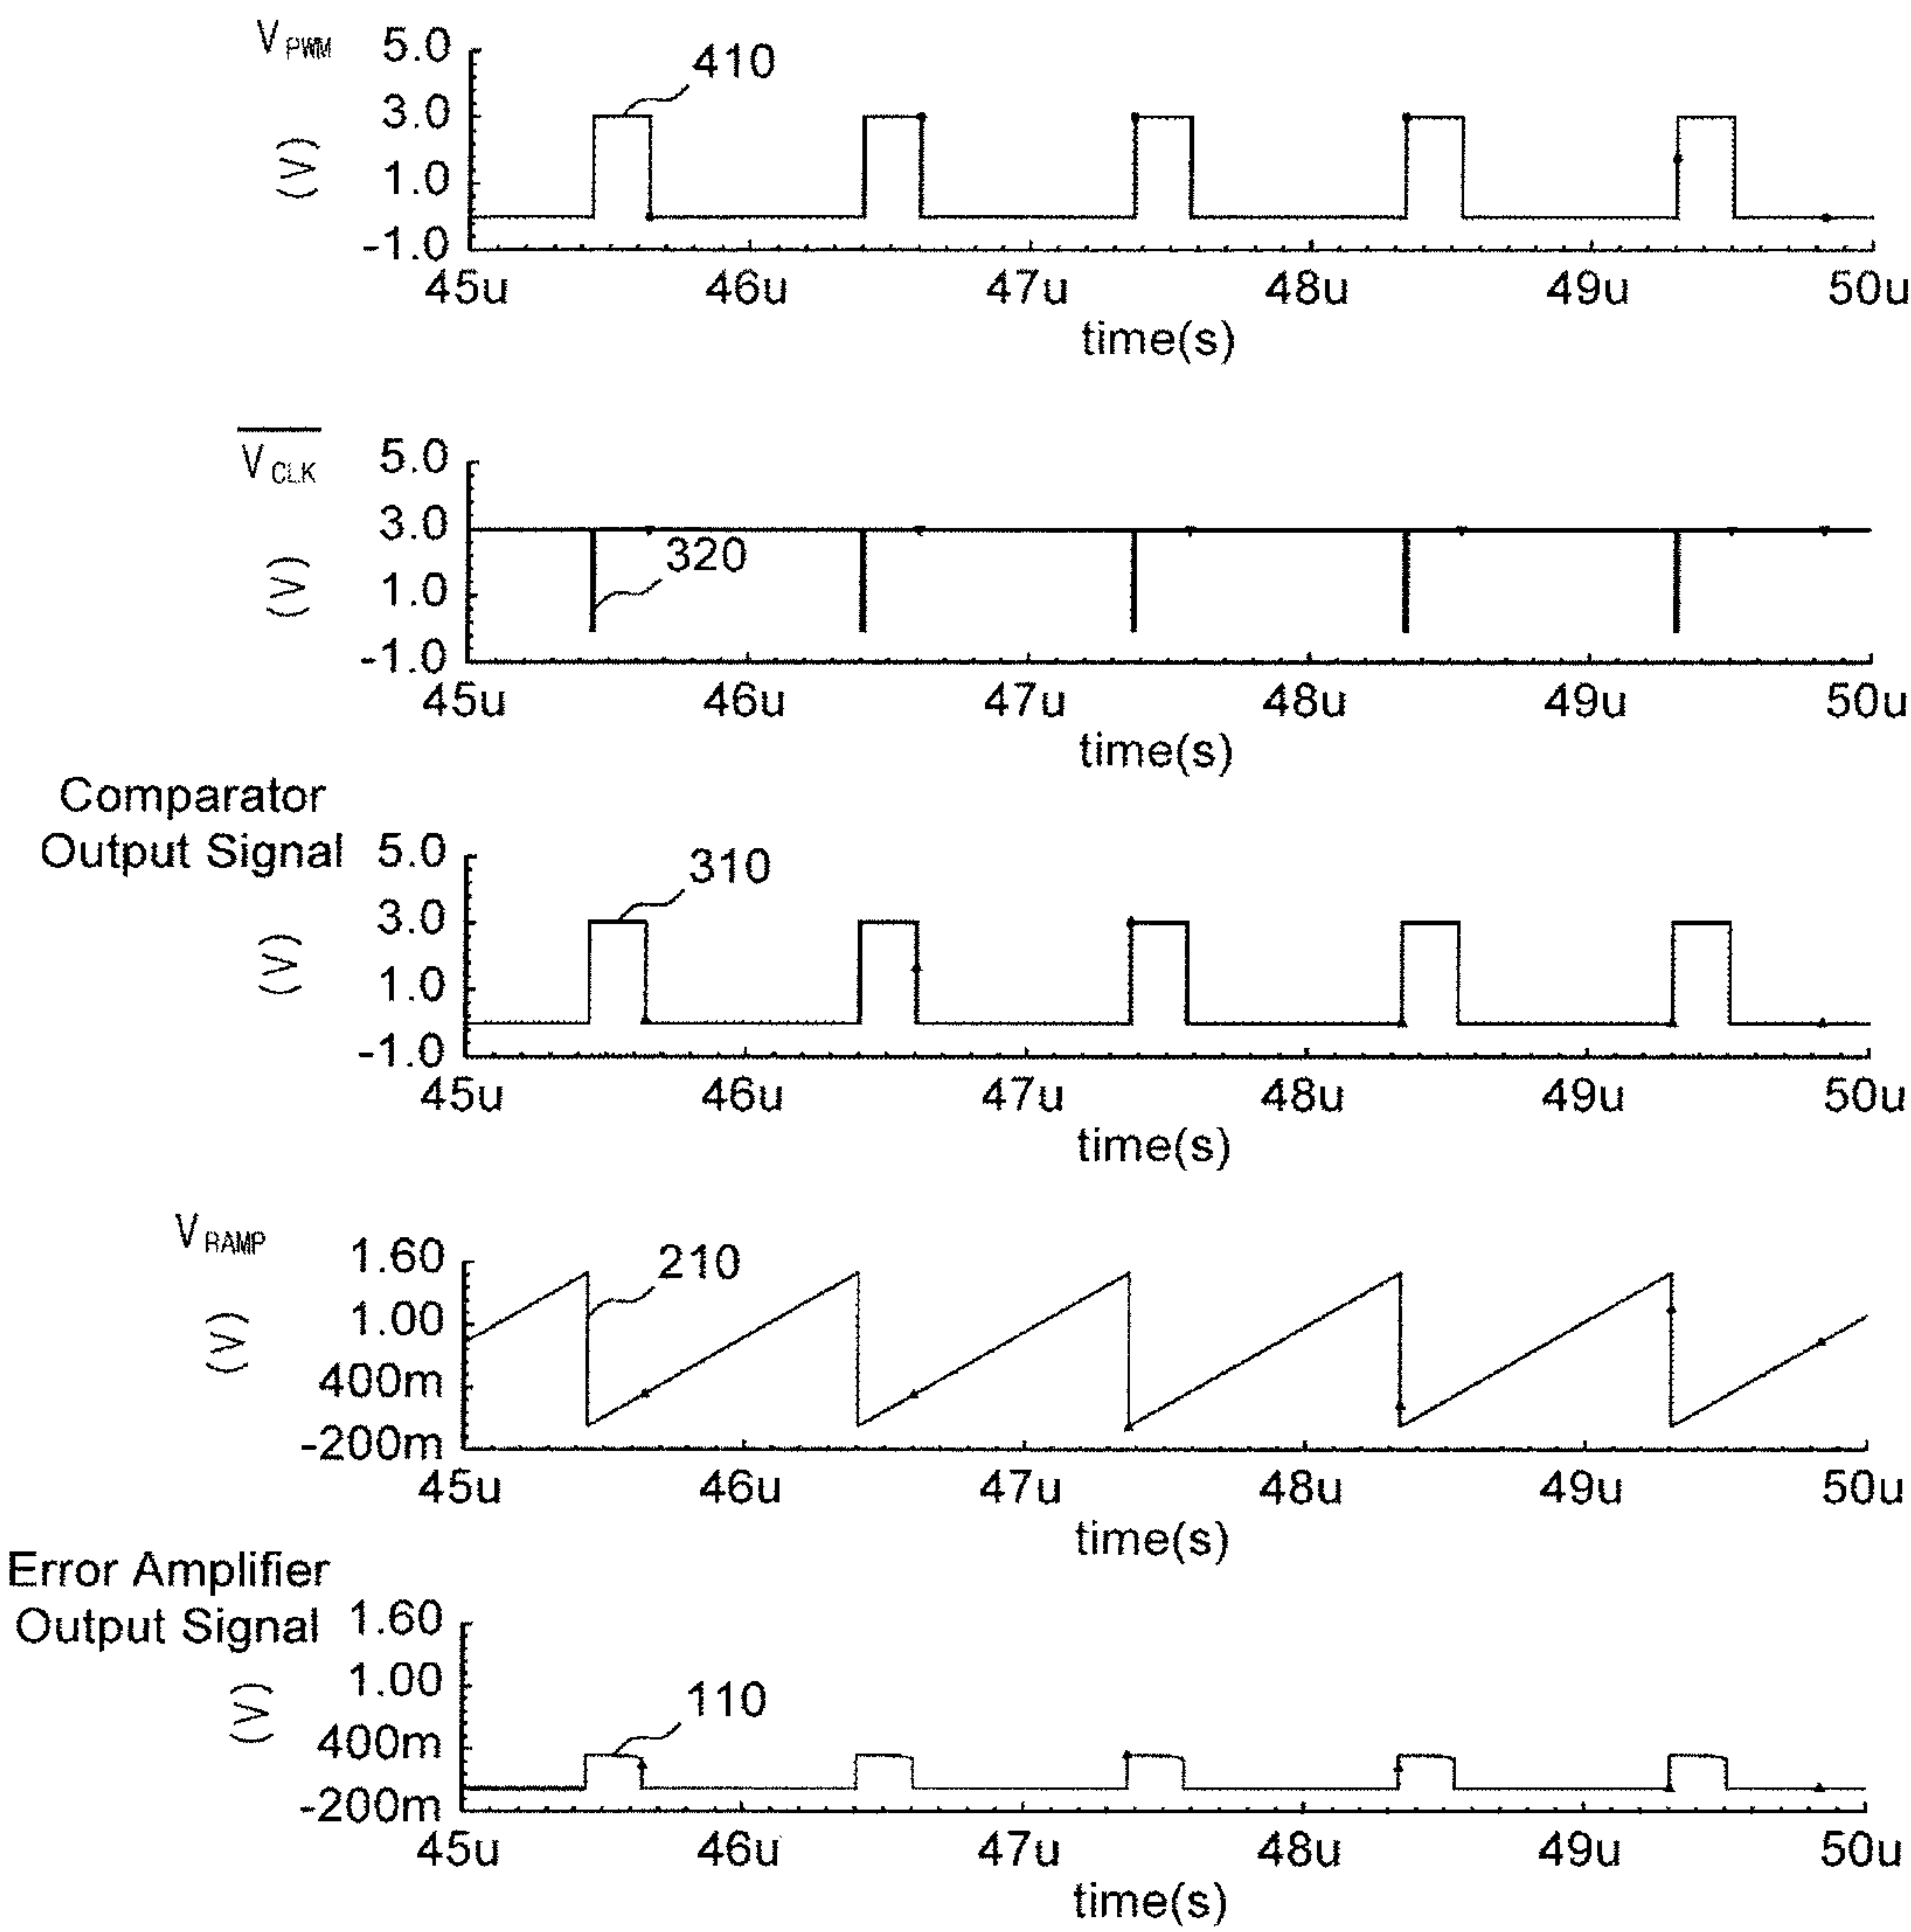 V PWM
5.0
410
3.0
(V)
1.0
-1.0
45u 46u 47u 48u 49u 50u
time(s)
V CLK
5.0
3.0
320
(V)
1.0
-1.0
45u 46u 47u 48u 49u 50u
time(s)
Comparator
Output Signal
5.0
310
3.0
(V)
1.0
-1.0
45u 46u 47u 48u 49u 50u
time(s)
V RAMP
1.60
210
1.00
(V)
400m
-200m
45u 46u 47u 48u 49u 50u
time(s)
Error Amplifier
Output Signal
1.60
1.00
110
(V)
400m
-200m
45u 46u 47u 48u 49u 50u
time(s)